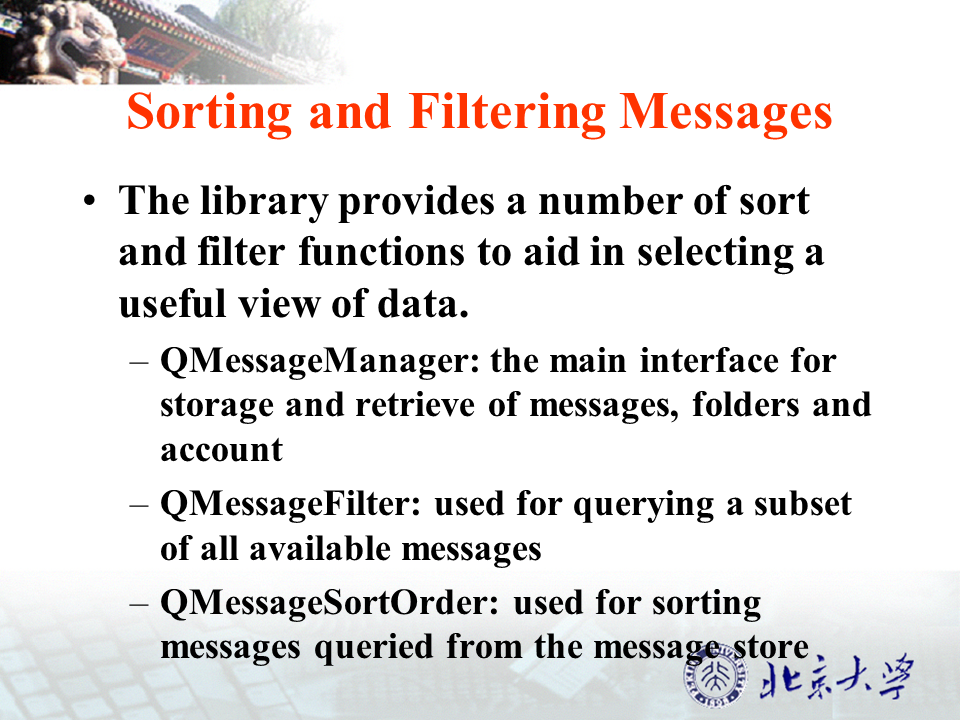 Sorting and Filtering Messages
• The library provides a number of sort
and filter functions to aid in selecting a
useful view of data.
– QMessageManager: the main interface for
storage and retrieve of messages, folders and
account
– QMessageFilter: used for querying a subset
of all available messages
– QMessageSortOrder: used for sorting
messages queried from the message store
1898
北京大学